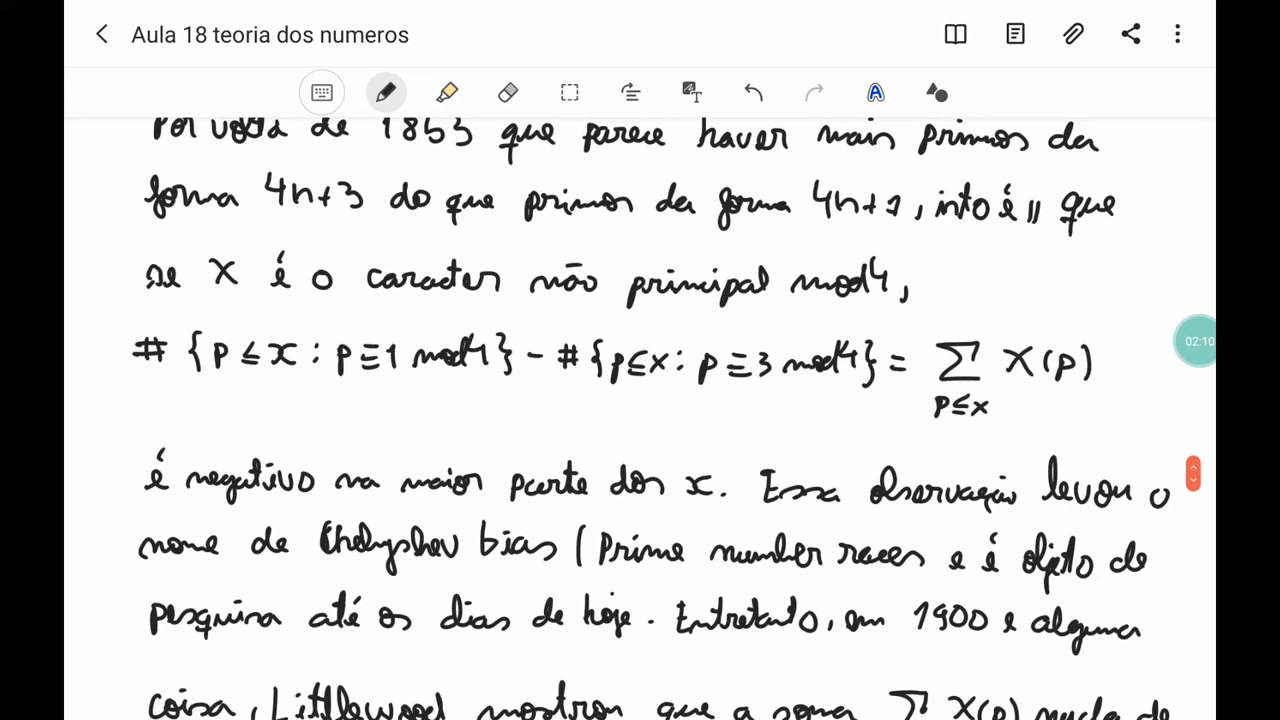 Aula 18 teoria dos numeros
Por volta de 1853 que parece haver mais primos da
forma 4n+3 do que primos da forma 4n+1, isto é, que
se χ é o caracter não principal mod 4,
# {p ≤ x : p ≡ 1 mod 4} - # {p ≤ x : p ≡ 3 mod 4} = ∑ χ(p)
p ≤ x
02:10
é negativo na maior parte dos x. Essa observação levou o
nome de Chebyshev bias (Prime number races e é objeto de
pesquisa até os dias de hoje. Entretanto, em 1900 e alguma
coisa, Littlewood mostrou que a soma ∑ χ(p) muda de